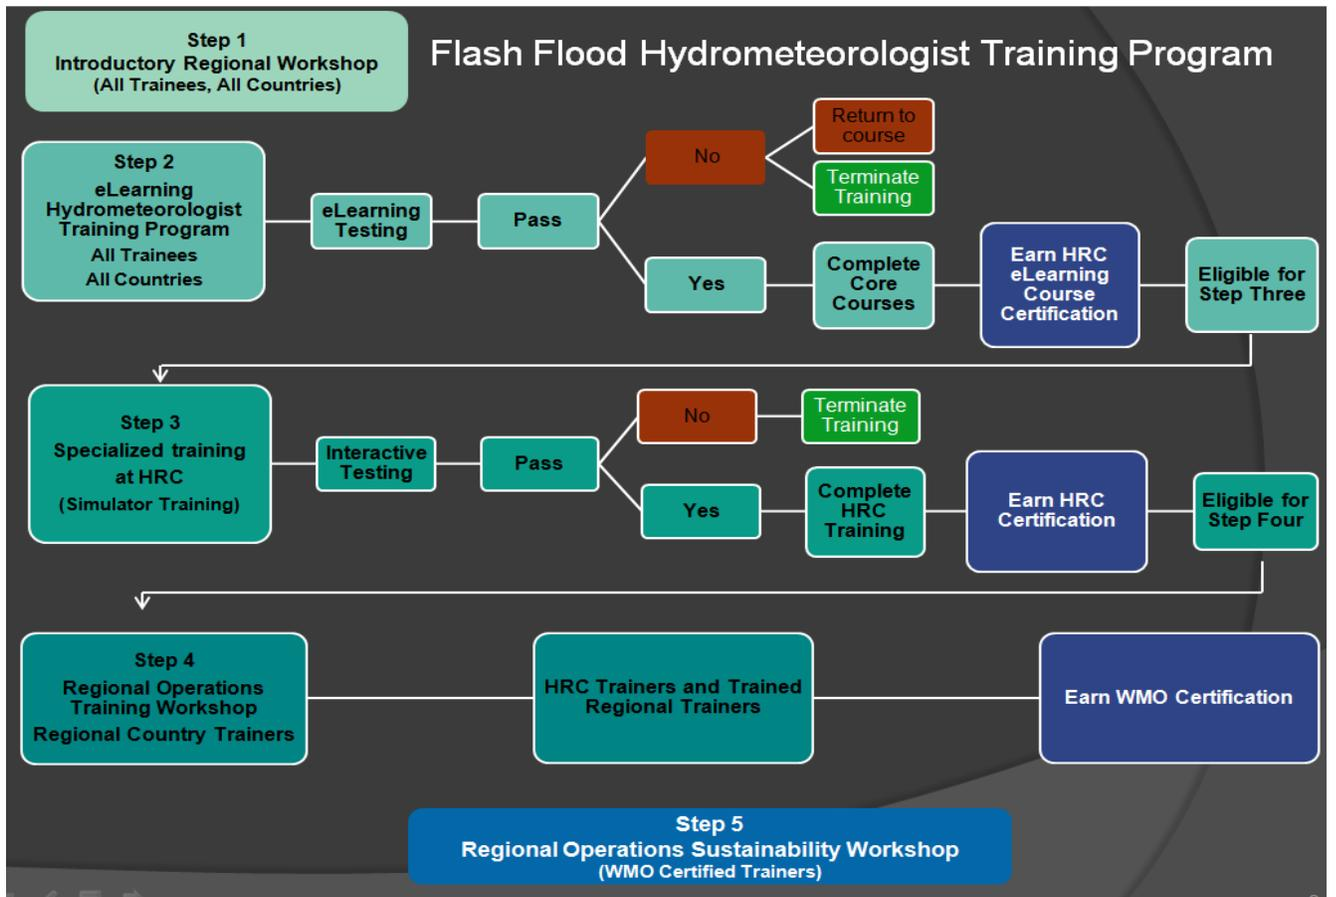 Step 1
Introductory Regional Workshop
(All Trainees, All Countries)
Flash Flood Hydrometeorologist Training Program
Step 2
eLearning
Hydrometeorologist
Training Program
All Trainees
All Countries
eLearning
Testing
Pass
No
Return to
course
Terminate
Training
Yes
Complete
Core
Courses
Earn HRC
eLearning
Course
Certification
Eligible for
Step Three
Step 3
Specialized training
at HRC
(Simulator Training)
Interactive
Testing
Pass
No
Terminate
Training
Yes
Complete
HRC
Training
Earn HRC
Certification
Eligible for
Step Four
Step 4
Regional Operations
Training Workshop
Regional Country Trainers
HRC Trainers and Trained
Regional Trainers
Earn WMO Certification
Step 5
Regional Operations Sustainability Workshop
(WMO Certified Trainers)